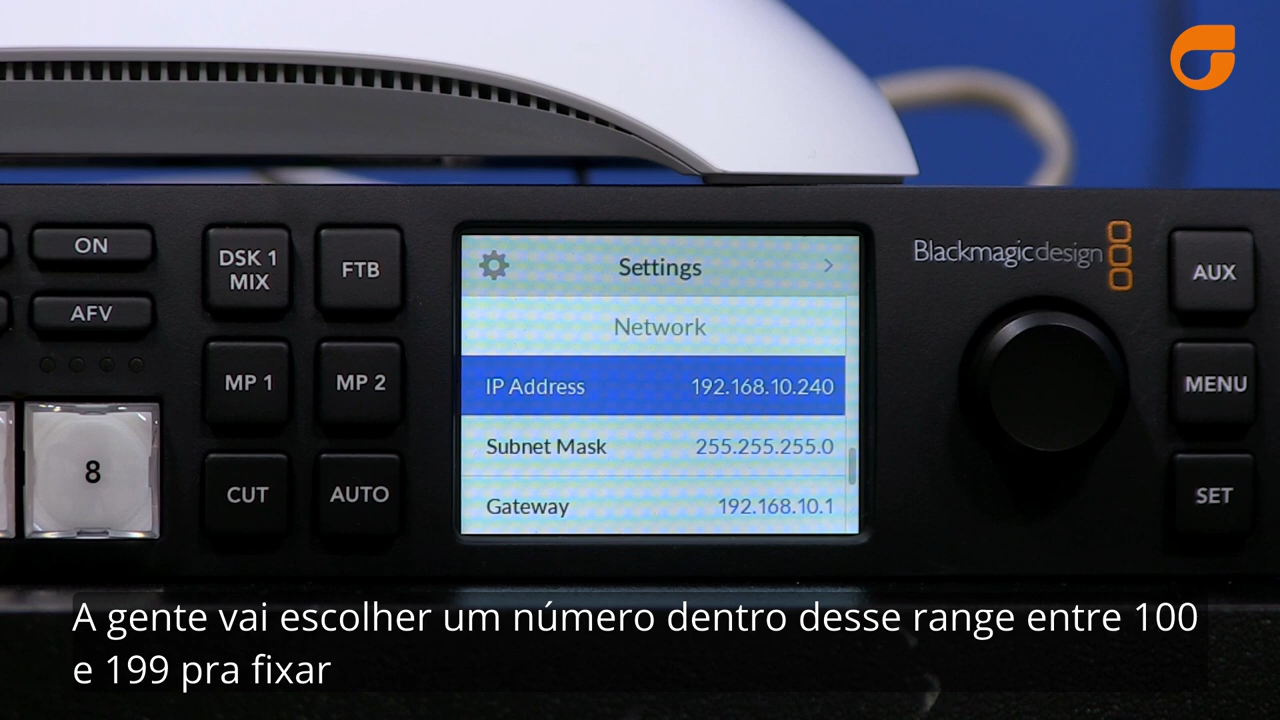 ON
AFV
8
DSK 1
MIX
FTB
MP 1
MP 2
CUT
AUTO
Settings
Network
IP Address 192.168.10.240
Subnet Mask 255.255.255.0
Gateway 192.168.10.1
Blackmagicdesign
AUX
MENU
SET
A gente vai escolher um número dentro desse range entre 100
e 199 pra fixar